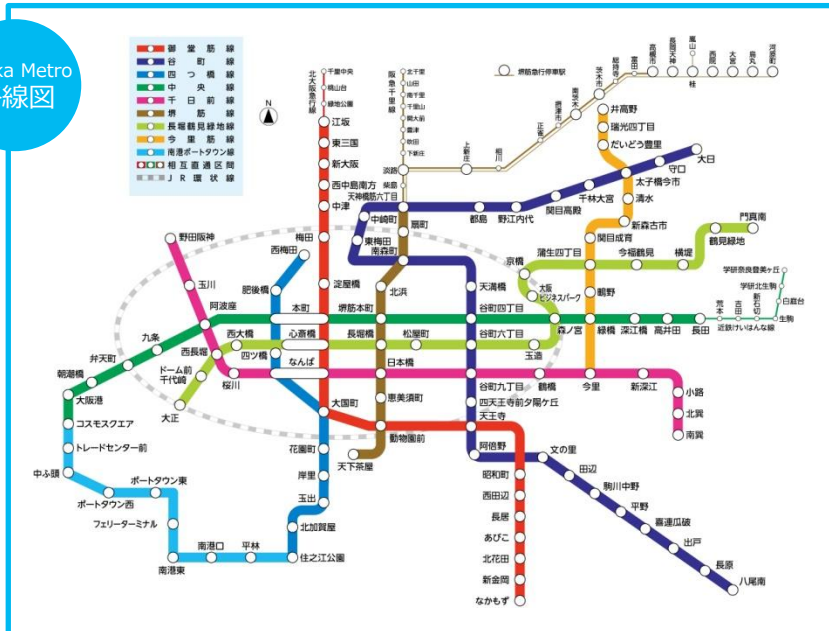 ka Metro
線図
御堂筋線
谷町線
四つ橋線
中央線
千日前線
堺筋線
長堀鶴見緑地線
今里筋線
南港ポートタウン線
相互直通区間
JR環状線
N
北大阪急行線
千里中央
桃山台
緑地公園
江坂
東三国
新大阪
西中島南方
中津
梅田
淀屋橋
本町
心斎橋
なんば
大国町
動物園前
天王寺
昭和町
西田辺
長居
あびこ
北花田
新金岡
なかもず
阪急千里線
北千里
山田
南千里
千里山
関大前
豊津
吹田
下新庄
淡路
柴島
天神橋筋六丁目
扇町
南森町
北浜
堺筋本町
長堀橋
日本橋
恵美須町
天下茶屋
堺筋急行停車駅
上新庄
相川
正雀
摂津市
南茨木
茨木市
総持寺
富田
高槻市
長岡天神
嵐山
桂
西院
大宮
烏丸
河原町
大日
守口
太子橋今市
千林大宮
関目高殿
野江内代
都島
中崎町
東梅田
天満橋
谷町四丁目
谷町六丁目
谷町九丁目
四天王寺前夕陽ヶ丘
阿倍野
文の里
田辺
駒川中野
平野
喜連瓜破
出戸
長原
八尾南
井高野
瑞光四丁目
だいどう豊里
清水
新森古市
関目成育
蒲生四丁目
鴫野
緑橋
今里
門真南
鶴見緑地
横堤
今福鶴見
京橋
大阪
ビジネスパーク
森ノ宮
玉造
松屋町
西大橋
西長堀
ドーム前
千代崎
大正
西梅田
肥後橋
四ツ橋
花園町
岸里
玉出
北加賀屋
住之江公園
野田阪神
玉川
阿波座
桜川
鶴橋
新深江
小路
北巽
南巽
九条
弁天町
朝潮橋
大阪港
コスモスクエア
トレードセンター前
中ふ頭
ポートタウン西
ポートタウン東
フェリーターミナル
南港東
南港口
平林
深江橋
高井田
長田
荒本
吉田
新石切
生駒
白庭台
学研北生駒
学研奈良登美ヶ丘
近鉄けいはんな線